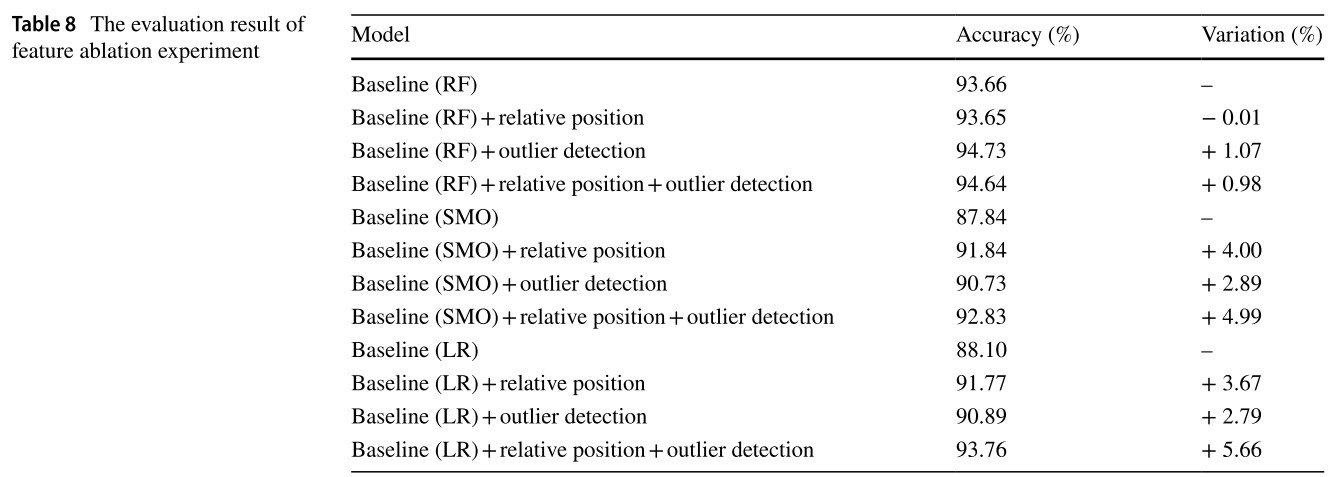 Table 8 The evaluation result of
feature ablation experiment
Model Accuracy (%) Variation (%)
Baseline (RF) 93.66 –
Baseline (RF) + relative position 93.65 − 0.01
Baseline (RF) + outlier detection 94.73 + 1.07
Baseline (RF) + relative position + outlier detection 94.64 + 0.98
Baseline (SMO) 87.84 –
Baseline (SMO) + relative position 91.84 + 4.00
Baseline (SMO) + outlier detection 90.73 + 2.89
Baseline (SMO) + relative position + outlier detection 92.83 + 4.99
Baseline (LR) 88.10 –
Baseline (LR) + relative position 91.77 + 3.67
Baseline (LR) + outlier detection 90.89 + 2.79
Baseline (LR) + relative position + outlier detection 93.76 + 5.66